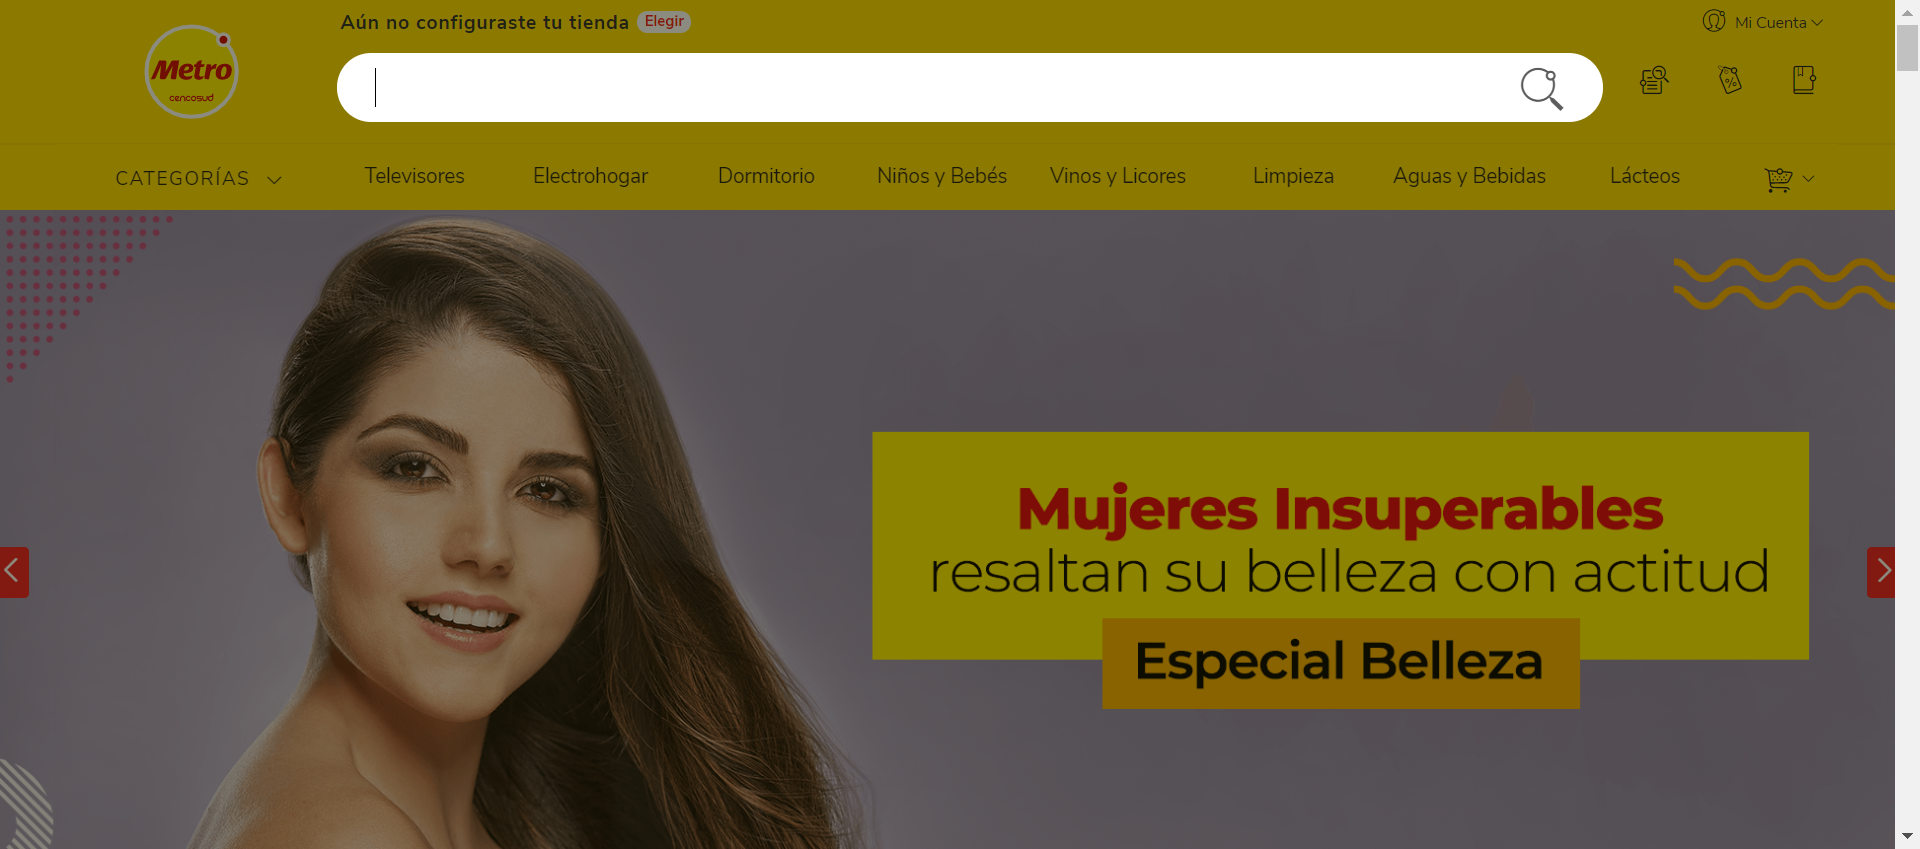 Aún no configuraste tu tienda Elegir
Mi Cuenta
Metro
cencosud
CATEGORÍAS
Televisores
Electrohogar
Dormitorio
Niños y Bebés
Vinos y Licores
Limpieza
Aguas y Bebidas
Lácteos
Mujeres Insuperables
resaltan su belleza con actitud
Especial Belleza